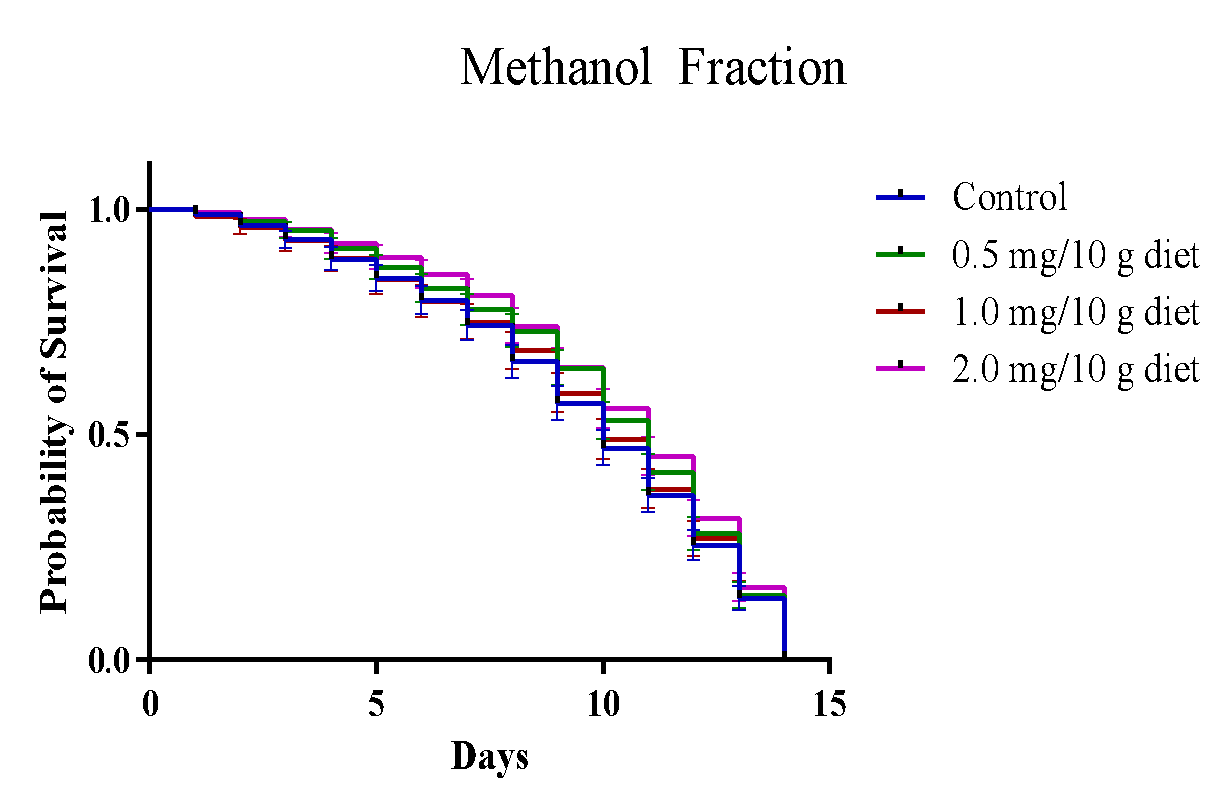 Methanol Fraction
Probability of Survival
1.0
0.5
0.0
0
5
10
15
Days
Control
0.5 mg/10 g diet
1.0 mg/10 g diet
2.0 mg/10 g diet